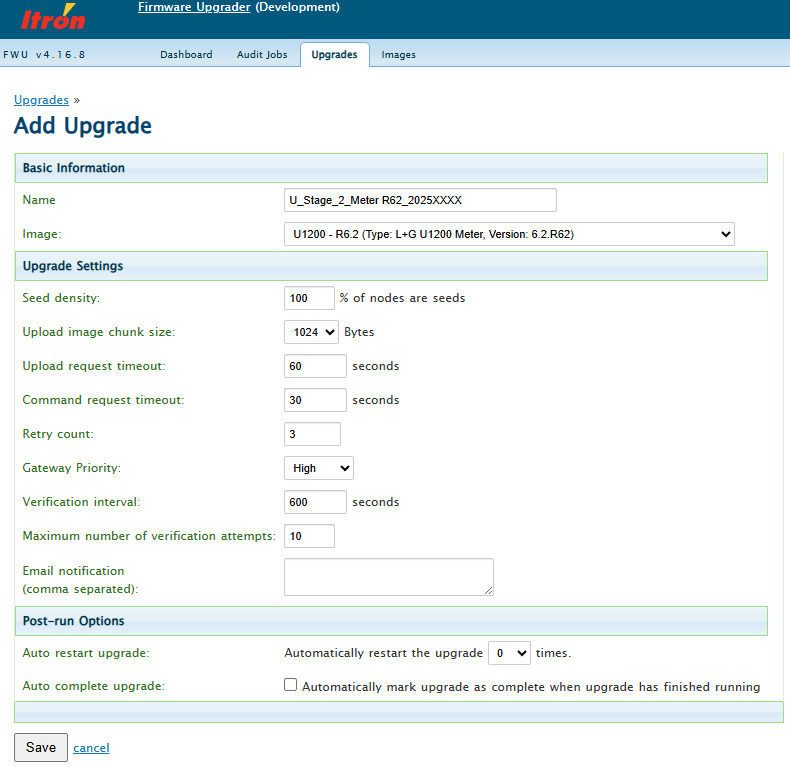 Itrón
Firmware Upgrader (Development)
FWU v4.16.8 Dashboard Audit Jobs Upgrades Images
Upgrades »
Add Upgrade
Basic Information
Name U_Stage_2_Meter R62_2025XXXX
Image: U1200 - R6.2 (Type: L+G U1200 Meter, Version: 6.2.R62)
Upgrade Settings
Seed density: 100 % of nodes are seeds
Upload image chunk size: 1024 Bytes
Upload request timeout: 60 seconds
Command request timeout: 30 seconds
Retry count: 3
Gateway Priority: High
Verification interval: 600 seconds
Maximum number of verification attempts: 10
Email notification
(comma separated):
Post-run Options
Auto restart upgrade: Automatically restart the upgrade 0 times.
Auto complete upgrade: Automatically mark upgrade as complete when upgrade has finished running
Save cancel